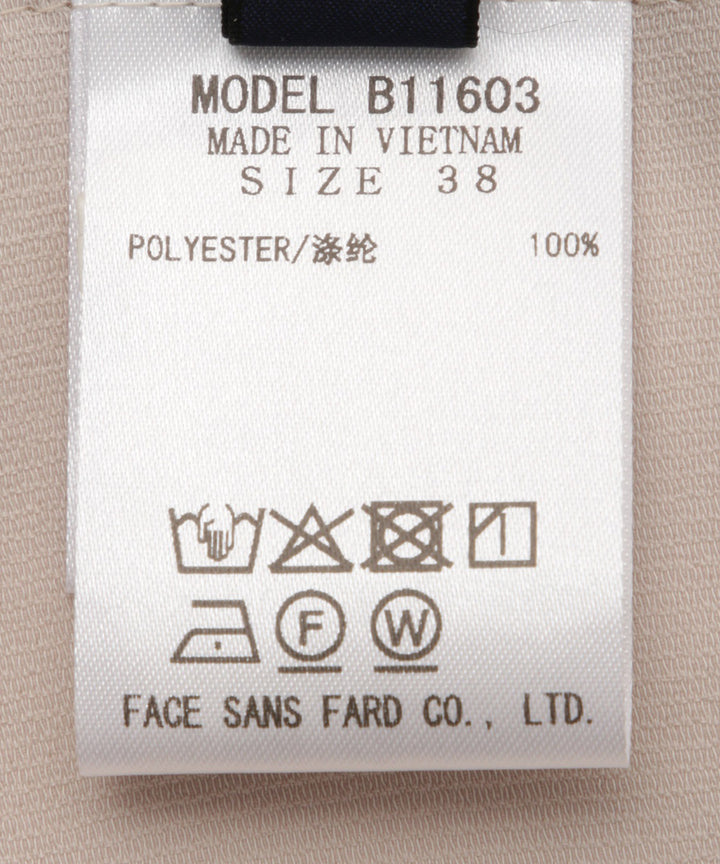 MODEL B11603
MADE IN VIETNAM
SIZE 38
POLYESTER/涤纶 100%
F W
FACE SANS FARD CO., LTD.